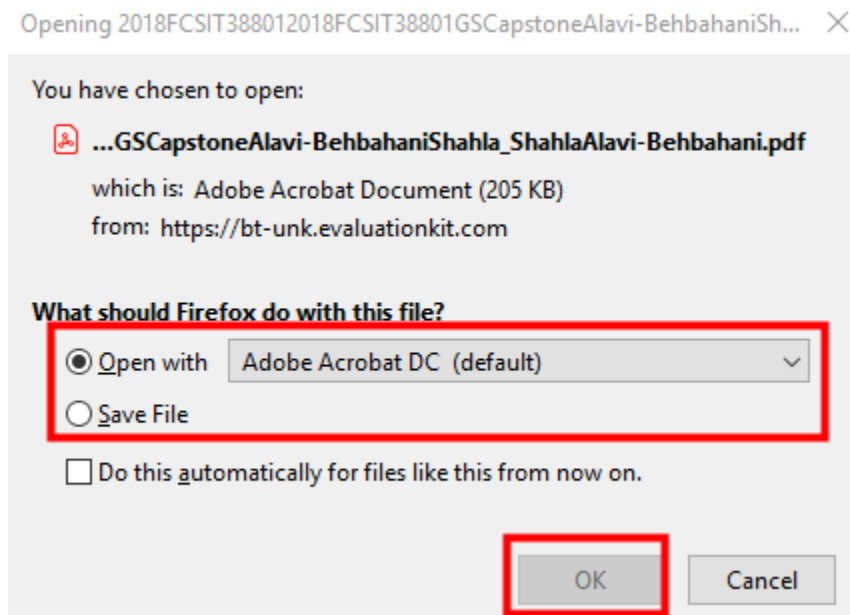 Opening 2018FCSIT388012018FCSIT38801GSCapstoneAlavi-BehbahaniSh...
You have chosen to open:
...GSCapstoneAlavi-BehbahaniShahla_ShahlaAlavi-Behbahani.pdf
which is: Adobe Acrobat Document (205 KB)
from: https://bt-unk.evaluationkit.com
What should Firefox do with this file?
Open with Adobe Acrobat DC (default)
Save File
Do this automatically for files like this from now on.
OK Cancel